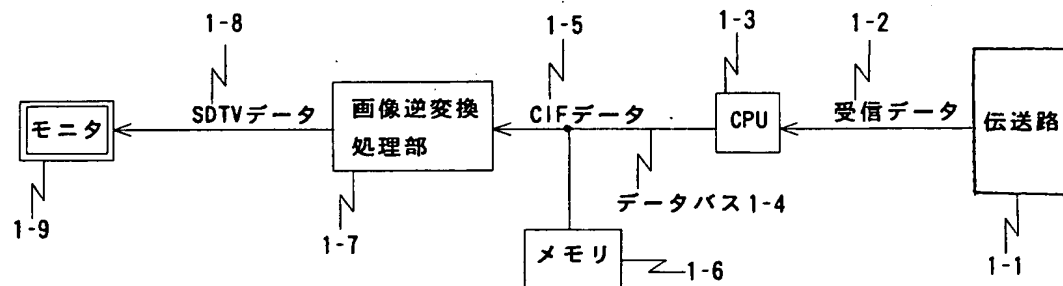 1-8
1-5
1-3
1-2
モニタ
SDTVデータ
画像逆変換
処理部
CIFデータ
CPU
受信データ
伝送路
データバス1-4
1-9
1-7
メモリ
1-6
1-1